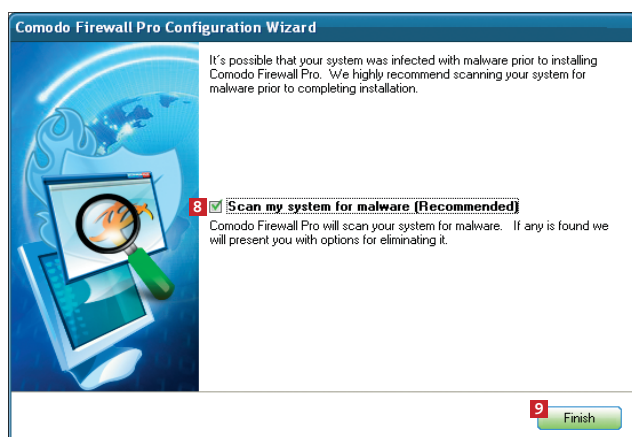 Comodo Firewall Pro Configuration Wizard
It's possible that your system was infected with malware prior to installing
Comodo Firewall Pro. We highly recommend scanning your system for
malware prior to completing installation.
8 Scan my system for malware (Recommended)
Comodo Firewall Pro will scan your system for malware. If any is found we
will present you with options for eliminating it.
9 Finish